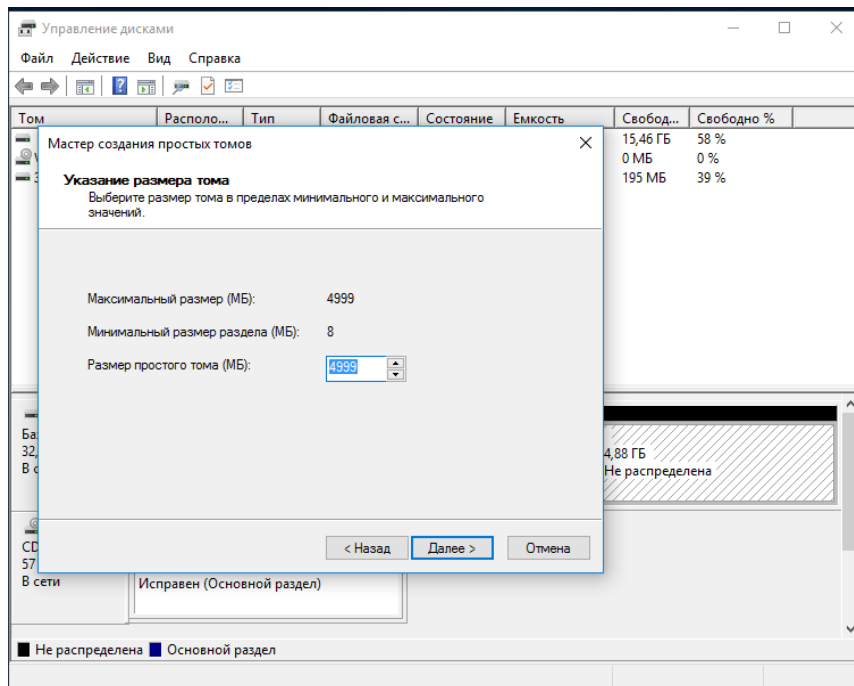 Управление дисками
Файл Действие Вид Справка
Том Располо... Тип Файловая с... Состояние Емкость Свобод... Свободно %
15,46 ГБ 58 %
0 МБ 0 %
195 МБ 39 %
Мастер создания простых томов
Указание размера тома
Выберите размер тома в пределах минимального и максимального
значений.
Максимальный размер (МБ): 4999
Минимальный размер раздела (МБ): 8
Размер простого тома (МБ): 4999
Ба
32,
В с
4,88 ГБ
Не распределена
< Назад Далее > Отмена
CD
57
В сети
Исправен (Основной раздел)
Не распределена Основной раздел